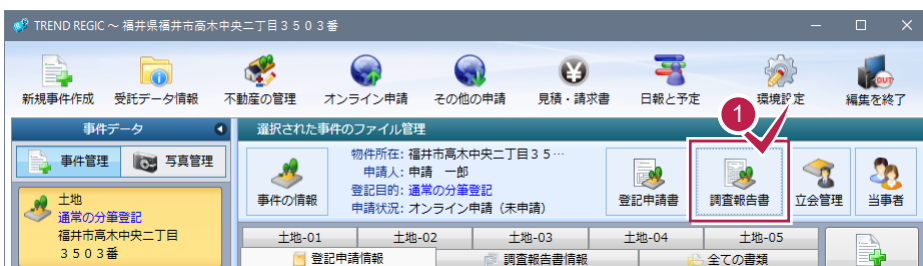 TREND REGIC ～ 福井県福井市高木中央二丁目３５０３番
新規事件作成 受託データ情報 不動産の管理 オンライン申請 その他の申請 見積・請求書 日報と予定 環境設定 編集を終了
OUT
1
事件データ
事件管理 写真管理
土地
通常の分筆登記
福井市高木中央二丁目
３５０３番
選択された事件のファイル管理
事件の情報
物件所在: 福井市高木中央二丁目３５…
申請人: 申請　一郎
登記目的: 通常の分筆登記
申請状況: オンライン申請（未申請）
登記申請書 調査報告書 立会管理 当事者
土地-01 土地-02 土地-03 土地-04 土地-05
登記申請情報 調査報告書情報 全ての書類